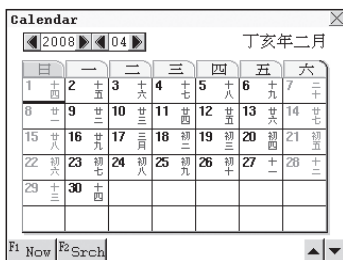 Calendar
2008 04 丁亥年二月
日 一 二 三 四 五 六
1 十四 2 十五 3 十六 4 十七 5 十八 6 十九 7 二十
8 廿一 9 廿二 10 廿三 11 廿四 12 廿五 13 廿六 14 廿七
15 廿八 16 廿九 17 三月 18 初二 19 初三 20 初四 21 初五
22 初六 23 初七 24 初八 25 初九 26 初十 27 十一 28 十二
29 十三 30 十四
F1 Now F2 Srch